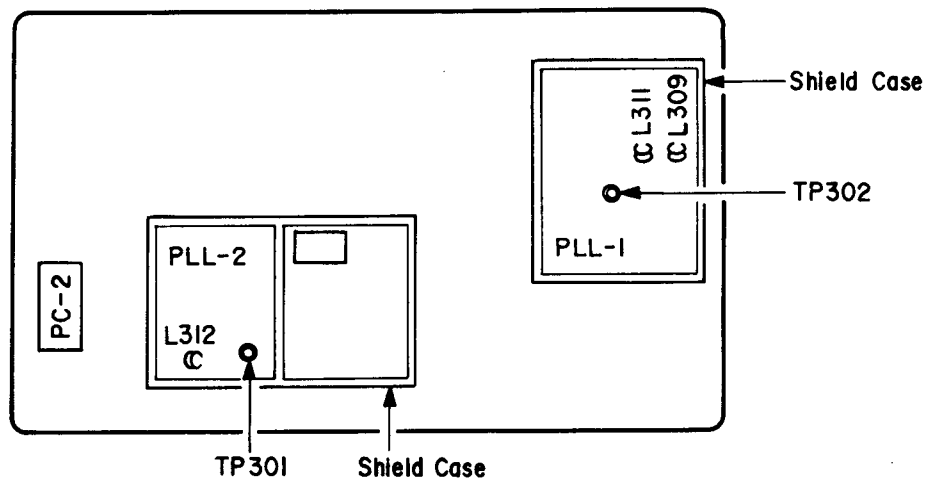 Shield Case
L311
L309
TP302
PLL-1
PLL-2
PC-2
L312
TP301
Shield Case